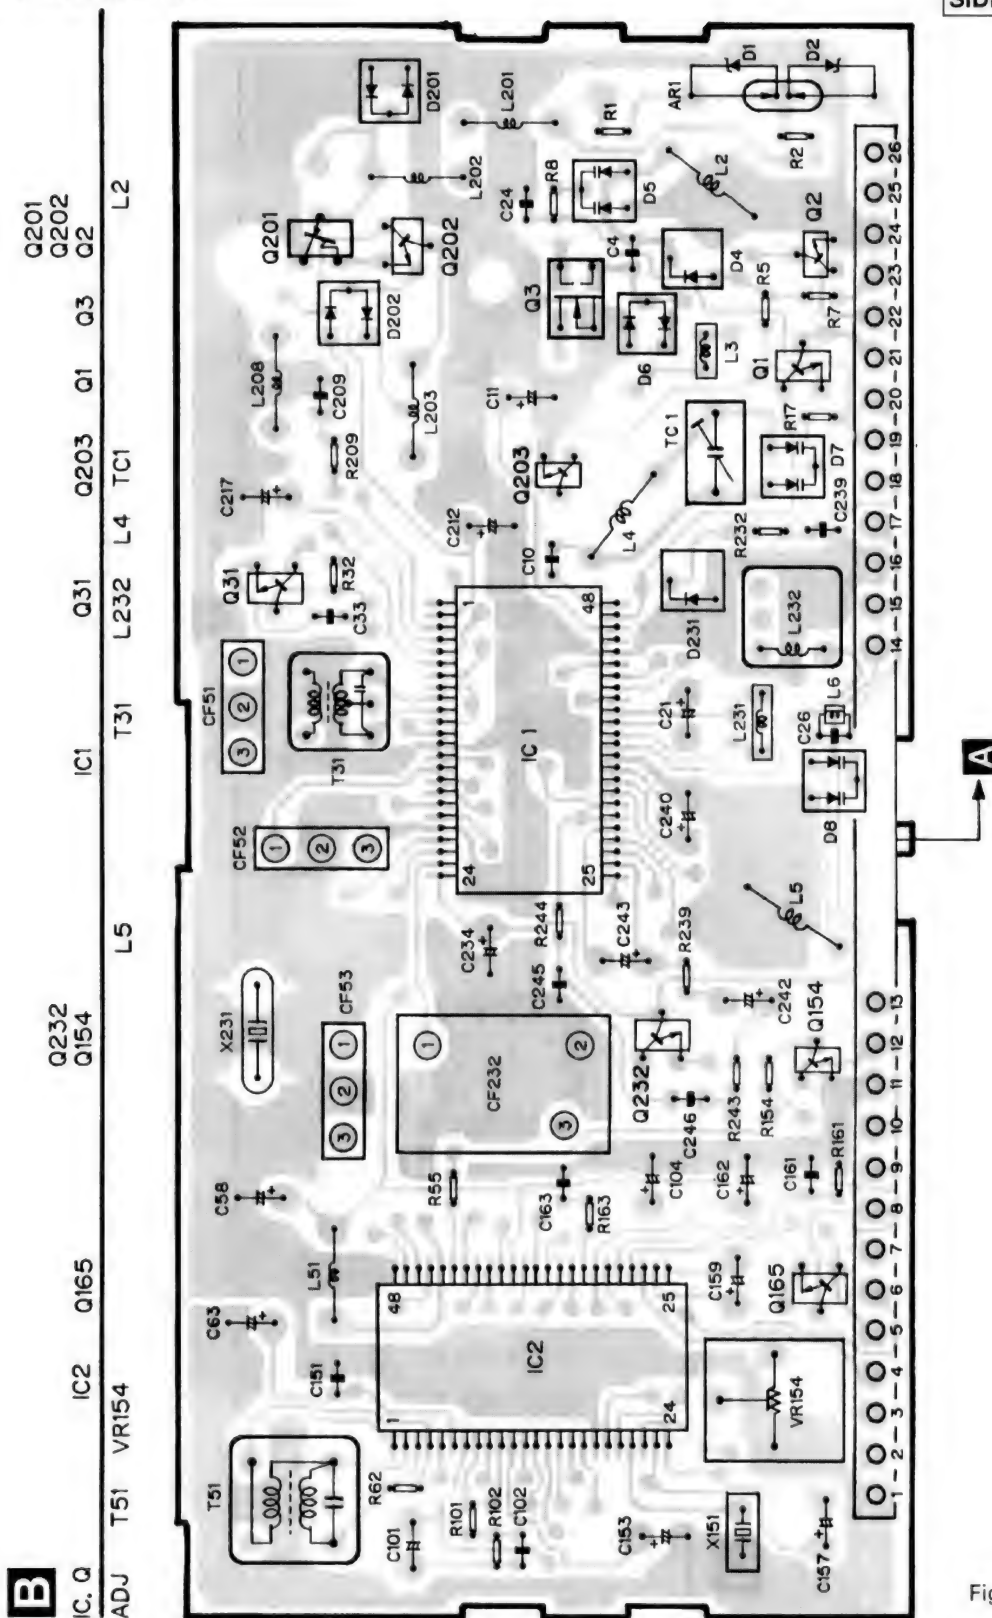 SIDE
B
IC. Q IC2 Q165 Q232 IC1 Q31 Q203 Q1 Q3 Q201
Q154 Q202
Q2
ADJ T51 VR154 L5 T31 L232 L4 TC1 L2
T51
C63
C58
X231
CF52
1
2
3
CF51
3
2
1
Q31
C217
L208
Q201
D201
C151
L51
CF53
3
2
1
T31
C33
R32
R209
C209
D202
Q202
L202
L201
R62
C101
R101
R102
C102
1
48
IC2
24
25
R55
CF232
1
2
3
C234
24
1
IC 1
25
48
C212
L203
C11
Q203
Q3
C24
R8
D5
R1
C163
R163
C245
R244
C243
C10
L4
D6
C4
C153
C104
Q232
C246
R239
C240
C21
D231
TC 1
L3
D4
L2
AR1
D1
D2
X151
C159
C162
R243
R154
C242
L5
L231
L232
R232
C239
D7
R17
Q1
R5
R7
Q2
R2
C157
VR154
Q165
C161
R161
Q154
D8
C26
L6
1 - 2 - 3 - 4 - 5 - 6 - 7 - 8 - 9 - 10 - 11 - 12 - 13
14 - 15 - 16 - 17 - 18 - 19 - 20 - 21 - 22 - 23 - 24 - 25 - 26
A
Fig